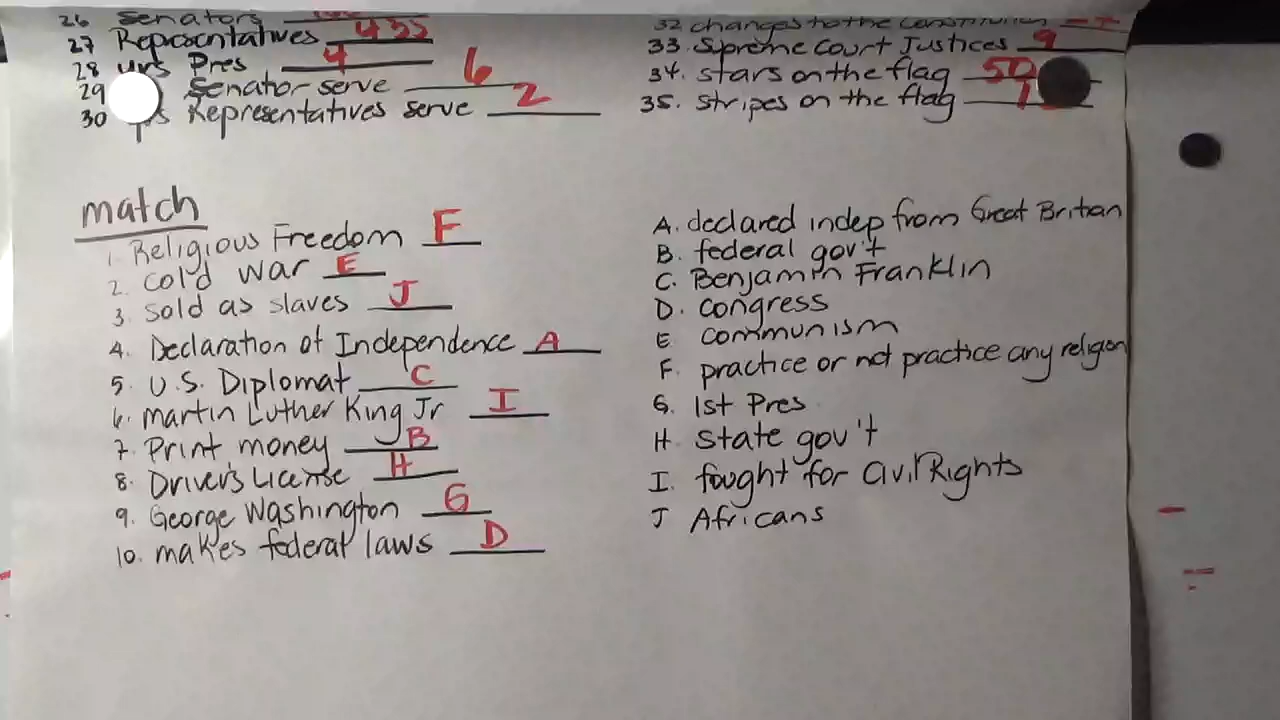 26 Senators
27 Representatives 435
28 yrs Pres 4
29 Senator serve 6
30 Representatives serve 2
32 changes to the constitution
33. Supreme Court Justices 9
34. stars on the flag 50
35. stripes on the flag
match
1. Religious Freedom F
2. cold war E
3. sold as slaves J
4. Declaration of Independence A
5. U.S. Diplomat C
6. martin Luther King Jr I
7. Print money B
8. Driver's License H
9. George Washington G
10. makes federal laws D
A. declared indep from Great Britian
B. federal gov't
C. Benjamin Franklin
D. congress
E communism
F. practice or not practice any religion
G. 1st Pres
H. state gov't
I. fought for Civil Rights
J Africans